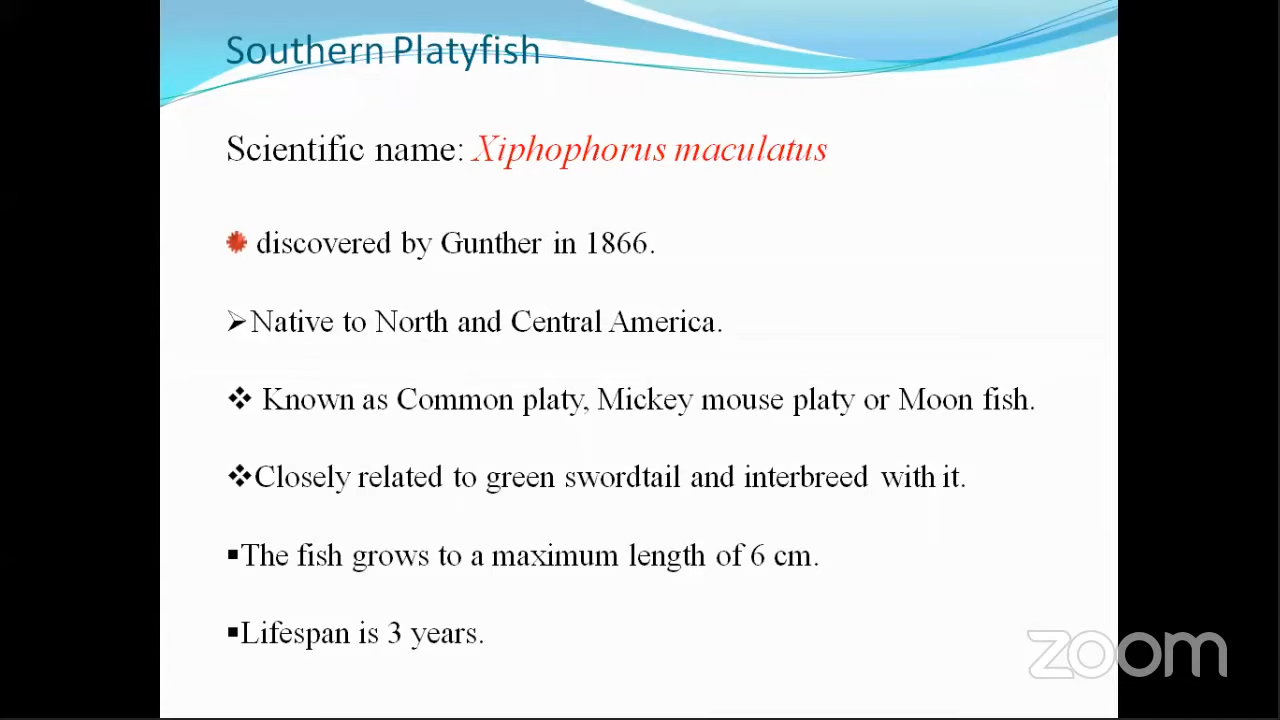 Southern Platyfish
Scientific name: Xiphophorus maculatus
discovered by Gunther in 1866.
Native to North and Central America.
Known as Common platy, Mickey mouse platy or Moon fish.
Closely related to green swordtail and interbreed with it.
The fish grows to a maximum length of 6 cm.
Lifespan is 3 years.
zoom